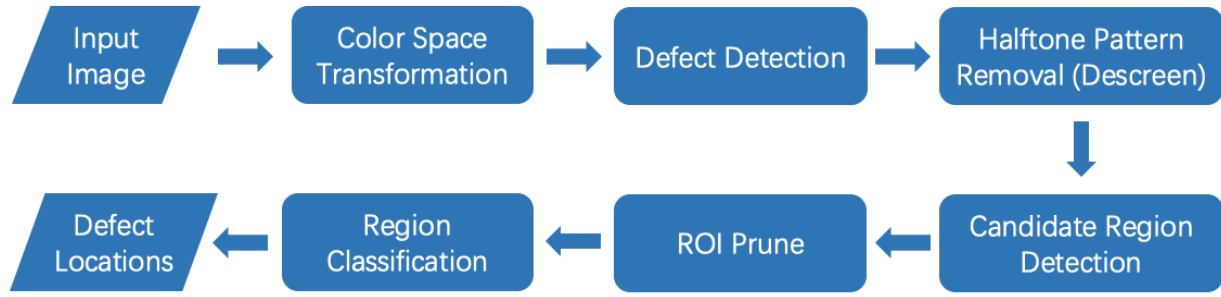 Input
Image
Color Space
Transformation
Defect Detection
Halftone Pattern
Removal (Descreen)
Candidate Region
Detection
ROI Prune
Region
Classification
Defect
Locations